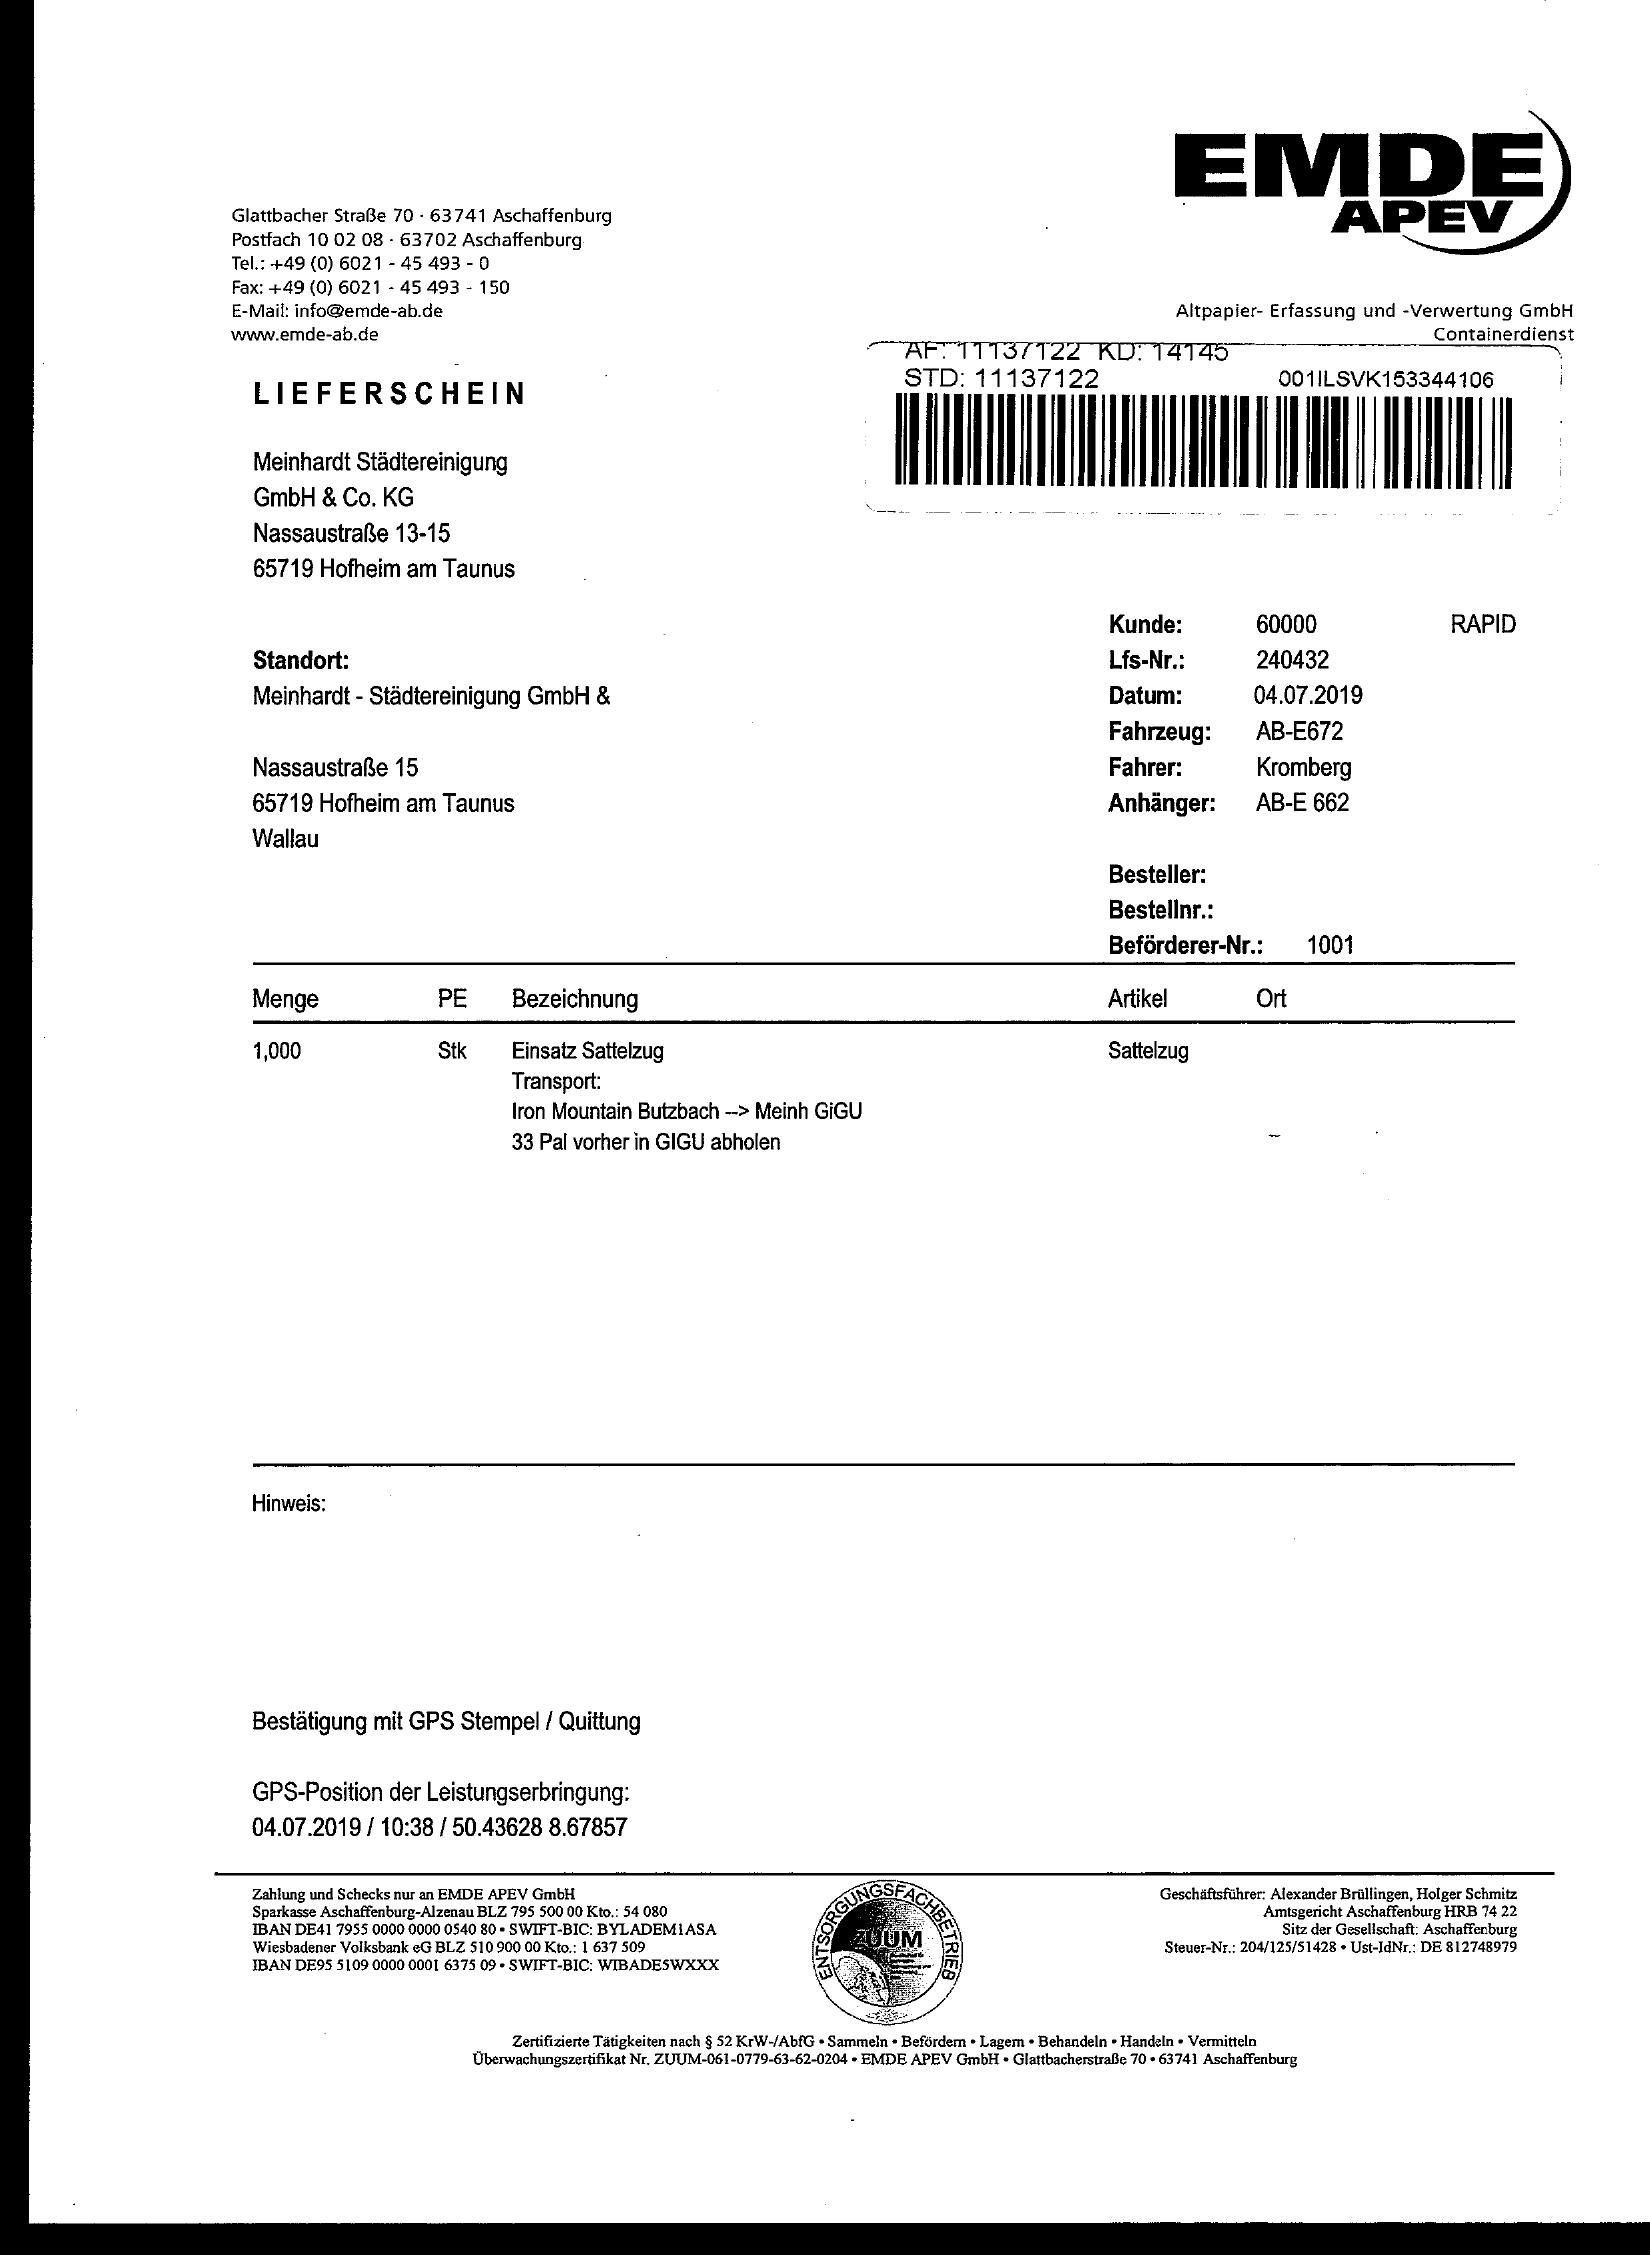 EMDE
APEV
Glattbacher Straße 70 · 63741 Aschaffenburg
Postfach 10 02 08 · 63702 Aschaffenburg
Tel.: +49 (0) 6021 - 45 493 - 0
Fax: +49 (0) 6021 - 45 493 - 150
E-Mail: info@emde-ab.de
www.emde-ab.de
Altpapier- Erfassung und -Verwertung GmbH
Containerdienst
AF: 11137122 KD: 14145
STD: 11137122 001ILSVK153344106
LIEFERSCHEIN
Meinhardt Städtereinigung
GmbH & Co. KG
Nassaustraße 13-15
65719 Hofheim am Taunus
Standort:
Meinhardt - Städtereinigung GmbH &
Nassaustraße 15
65719 Hofheim am Taunus
Wallau
Kunde: 60000 RAPID
Lfs-Nr.: 240432
Datum: 04.07.2019
Fahrzeug: AB-E672
Fahrer: Kromberg
Anhänger: AB-E 662
Besteller:
Bestellnr.:
Beförderer-Nr.: 1001
Menge PE Bezeichnung Artikel Ort
1,000 Stk Einsatz Sattelzug Sattelzug
Transport:
Iron Mountain Butzbach --> Meinh GiGU
33 Pal vorher in GIGU abholen
Hinweis:
Bestätigung mit GPS Stempel / Quittung
GPS-Position der Leistungserbringung:
04.07.2019 / 10:38 / 50.43628 8.67857
Zahlung und Schecks nur an EMDE APEV GmbH
Sparkasse Aschaffenburg-Alzenau BLZ 795 500 00 Kto.: 54 080
IBAN DE41 7955 0000 0000 0540 80 • SWIFT-BIC: BYLADEM1ASA
Wiesbadener Volksbank eG BLZ 510 900 00 Kto.: 1 637 509
IBAN DE95 5109 0000 0001 6375 09 • SWIFT-BIC: WIBADE5WXXX
ENTSORGUNGSFACHBETRIEB
ZUUM
Geschäftsführer: Alexander Brüllingen, Holger Schmitz
Amtsgericht Aschaffenburg HRB 74 22
Sitz der Gesellschaft: Aschaffenburg
Steuer-Nr.: 204/125/51428 • Ust-IdNr.: DE 812748979
Zertifizierte Tätigkeiten nach § 52 KrW-/AbfG • Sammeln • Befördern • Lagern • Behandeln • Handeln • Vermitteln
Überwachungszertifikat Nr. ZUUM-061-0779-63-62-0204 • EMDE APEV GmbH • Glattbacherstraße 70 • 63741 Aschaffenburg